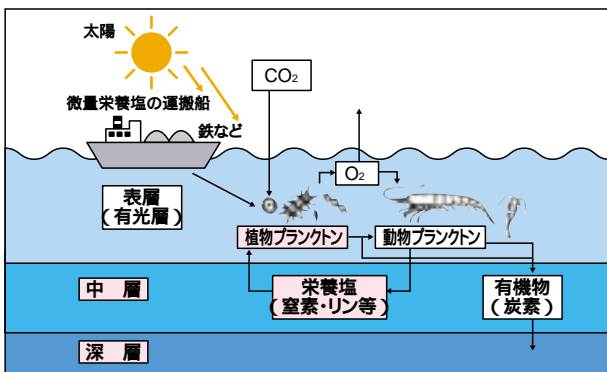 太陽
CO₂
微量栄養塩の運搬船
鉄など
O₂
表層
（有光層）
植物プランクトン
動物プランクトン
中 層
栄養塩
（窒素・リン等）
有機物
（炭素）
深 層